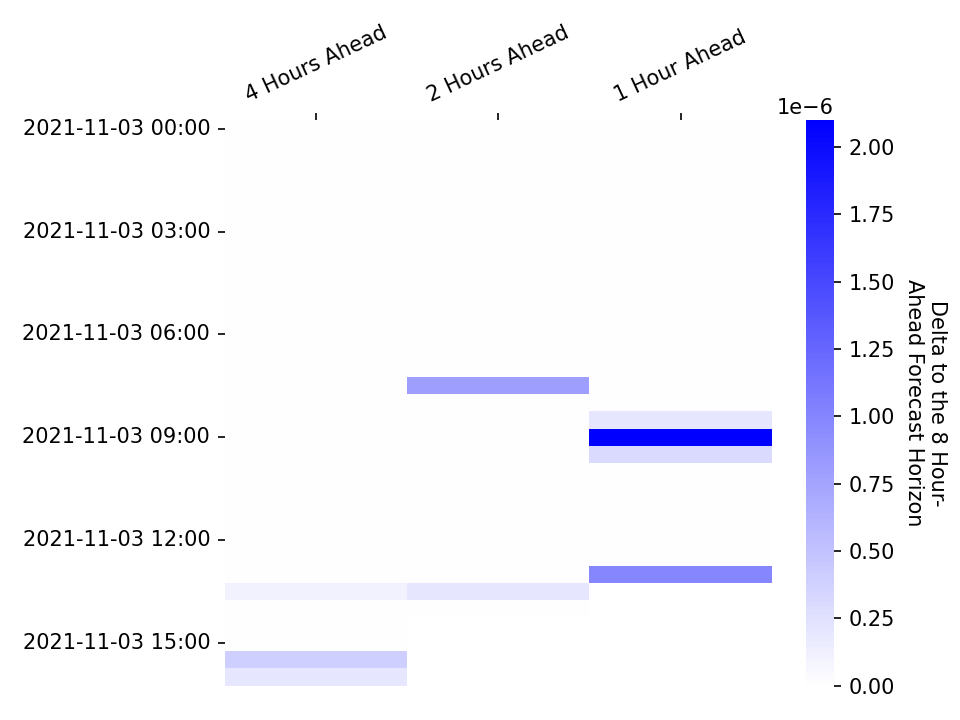 4 Hours Ahead
2 Hours Ahead
1 Hour Ahead
1e−6
2021-11-03 00:00
2021-11-03 03:00
2021-11-03 06:00
2021-11-03 09:00
2021-11-03 12:00
2021-11-03 15:00
2.00
1.75
1.50
1.25
1.00
0.75
0.50
0.25
0.00
Delta to the 8 Hour-
Ahead Forecast Horizon